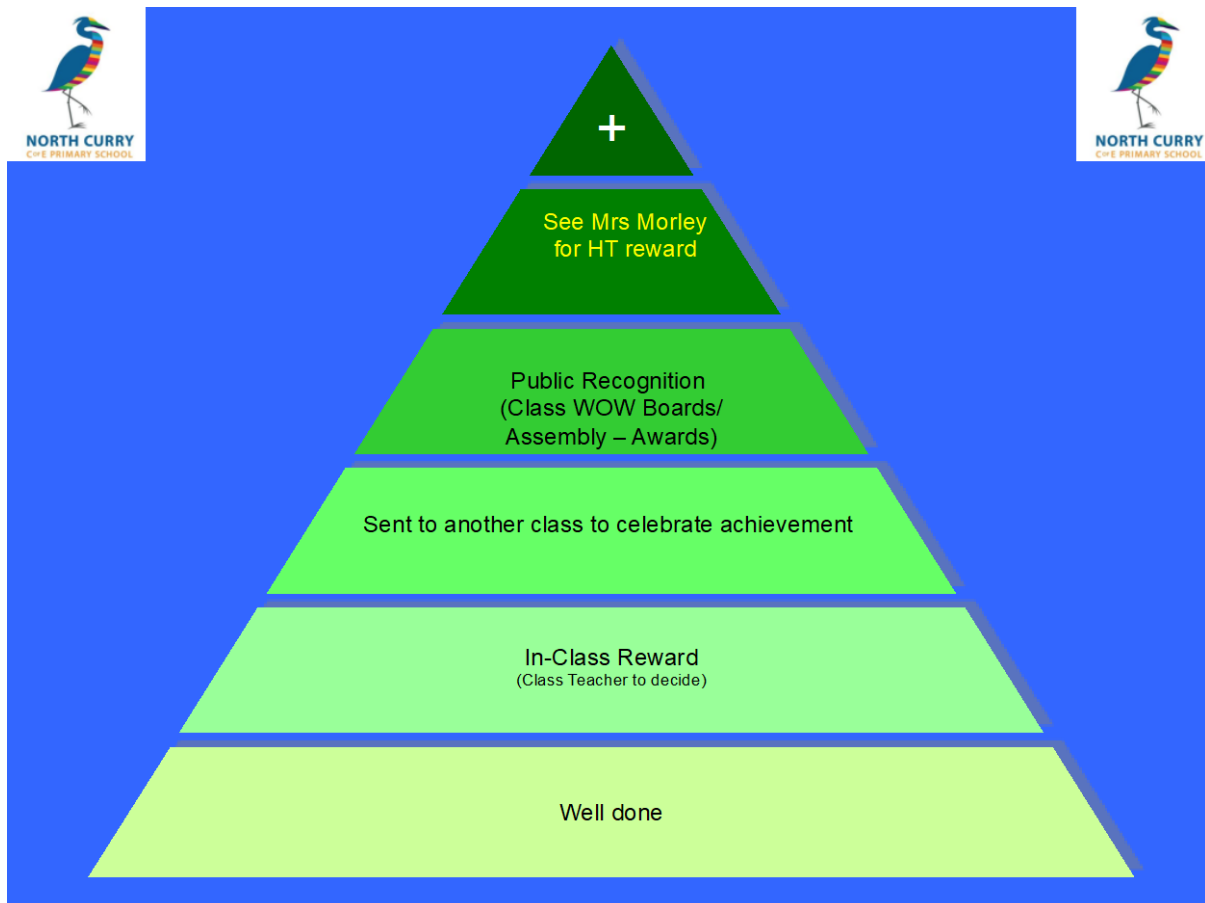 NORTH CURRY
C OF E PRIMARY SCHOOL
NORTH CURRY
C OF E PRIMARY SCHOOL
+
See Mrs Morley
for HT reward
Public Recognition
(Class WOW Boards/
Assembly – Awards)
Sent to another class to celebrate achievement
In-Class Reward
(Class Teacher to decide)
Well done